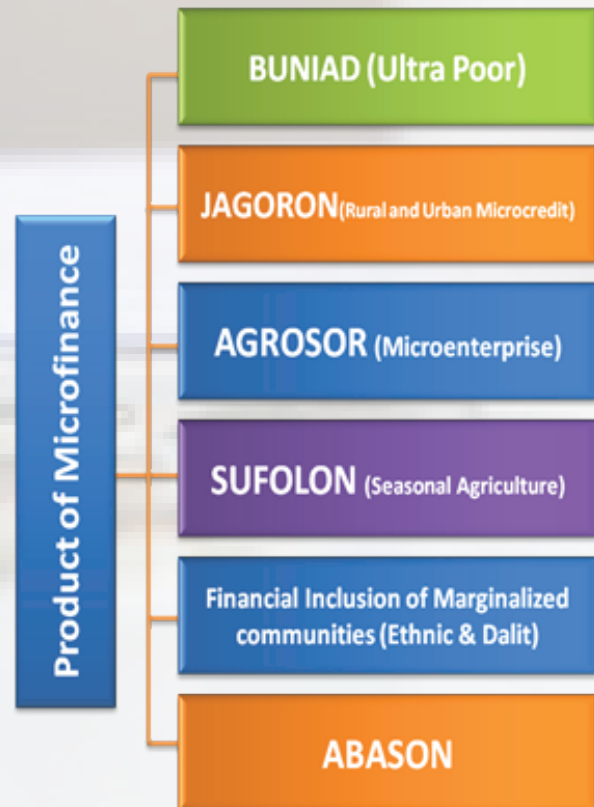 Product of Microfinance
BUNIAD (Ultra Poor)
JAGORON(Rural and Urban Microcredit)
AGROSOR (Microenterprise)
SUFOLON (Seasonal Agriculture)
Financial Inclusion of Marginalized
communities (Ethnic & Dalit)
ABASON